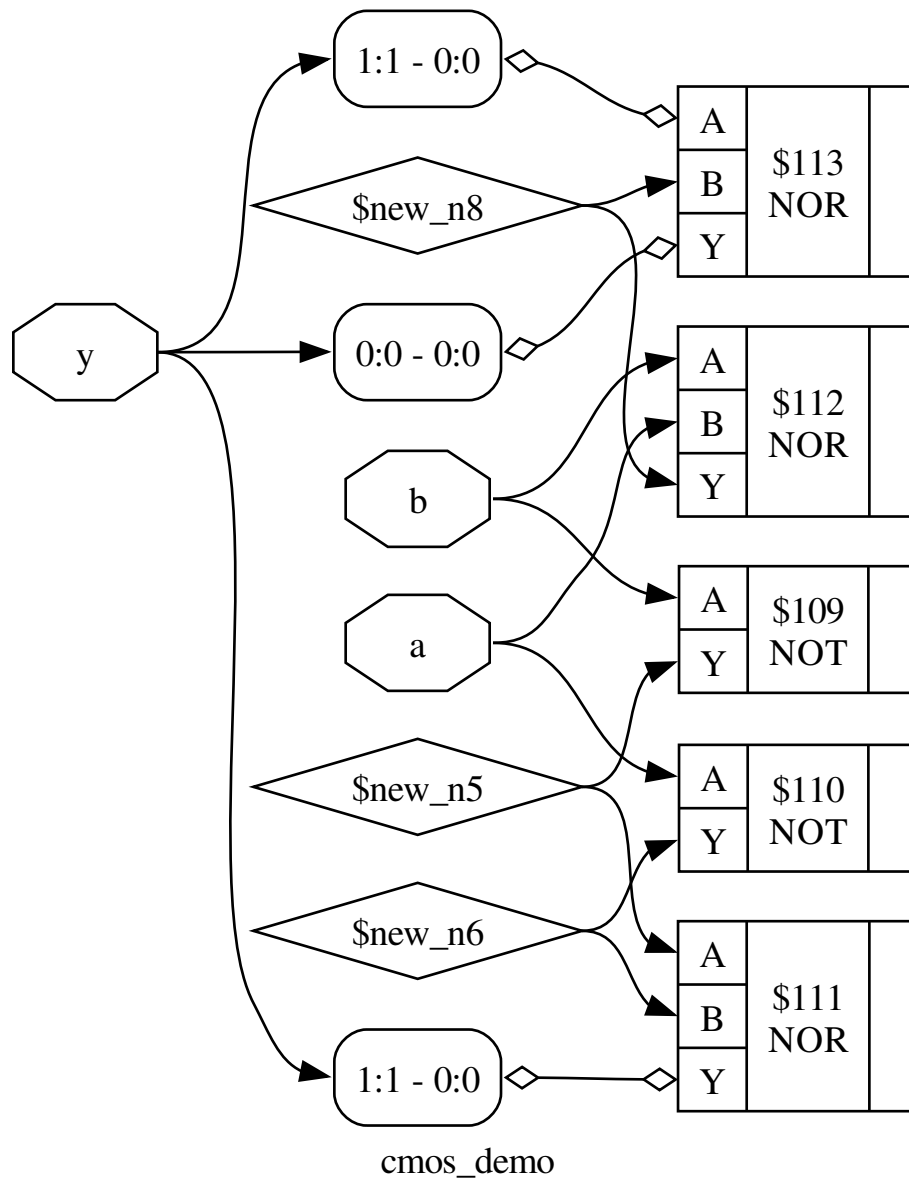 1:1 - 0:0
A
$113
NOR
B
Y
$new_n8
y
0:0 - 0:0
A
$112
NOR
B
Y
b
A
$109
NOT
Y
a
$new_n5
A
$110
NOT
Y
$new_n6
A
$111
NOR
B
Y
1:1 - 0:0
cmos_demo